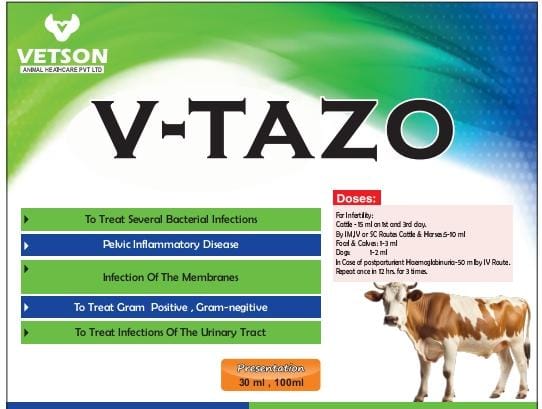 VETSON
ANIMAL HEATHCARE PVT LTD
V-TAZO
To Treat Several Bacterial Infections
Pelvic Inflammatory Disease
Infection Of The Membranes
To Treat Gram Positive , Gram-negitive
To Treat Infections Of The Urinary Tract
Doses:
For Infertility:
Cattle - 15 ml on 1st and 3rd day.
By IM,IV or SC Routes Cattle & Horses:5-10 ml
Foal & Calves: 1-3 ml
Dogs: 1-2 ml
In Case of postparturient Haemoglobinuria-50 ml by IV Route.
Repeat once in 12 hrs. for 3 times.
Presentation
30 ml , 100ml